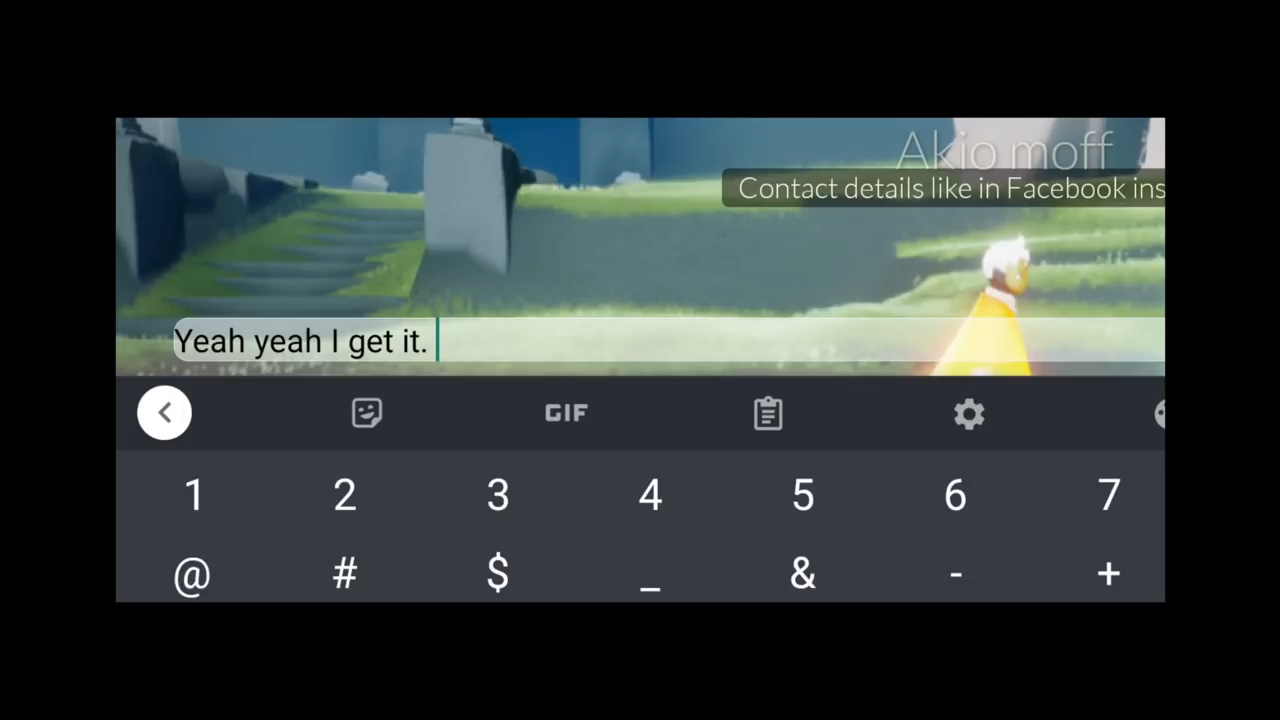 Akio moff
Contact details like in Facebook ins
Yeah yeah I get it.
GIF
1 2 3 4 5 6 7
@ # $ _ & - +